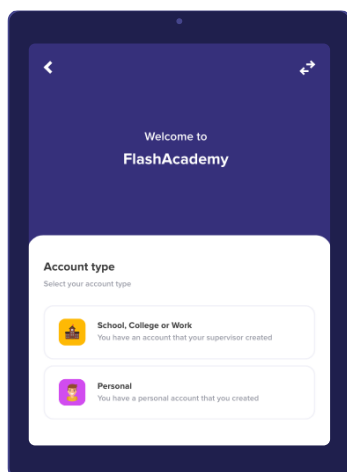 Welcome to
FlashAcademy
Account type
Select your account type
School, College or Work
You have an account that your supervisor created
Personal
You have a personal account that you created